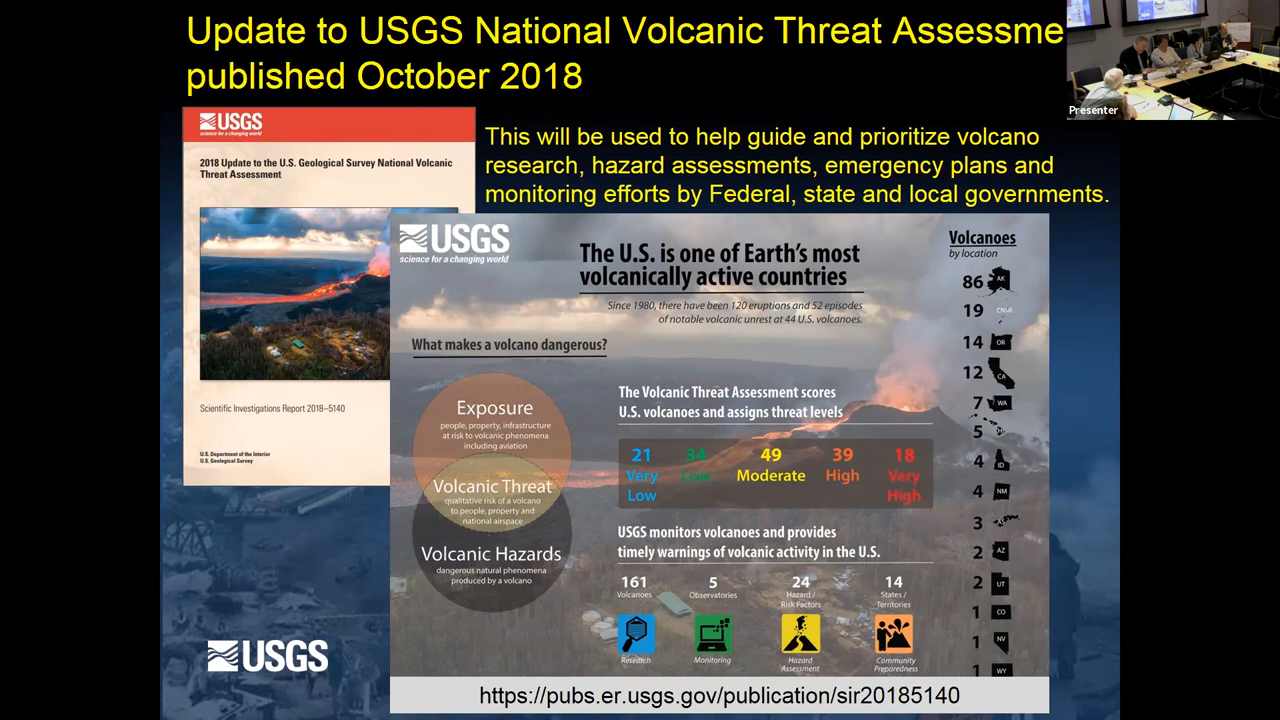 Update to USGS National Volcanic Threat Assessme
published October 2018
Presenter
USGS
science for a changing world
2018 Update to the U.S. Geological Survey National Volcanic
Threat Assessment
Scientific Investigations Report 2018–5140
U.S. Department of the Interior
U.S. Geological Survey
This will be used to help guide and prioritize volcano
research, hazard assessments, emergency plans and
monitoring efforts by Federal, state and local governments.
USGS
science for a changing world
The U.S. is one of Earth's most
volcanically active countries
Since 1980, there have been 120 eruptions and 52 episodes
of notable volcanic unrest at 44 U.S. volcanoes.
What makes a volcano dangerous?
Exposure
people, property, infrastructure
at risk to volcanic phenomena
including aviation
Volcanic Threat
qualitative risk of a volcano
to people, property and
national airspace
Volcanic Hazards
dangerous natural phenomena
produced by a volcano
The Volcanic Threat Assessment scores
U.S. volcanoes and assigns threat levels
21 34 49 39 18
Very Low Moderate High Very
Low High
USGS monitors volcanoes and provides
timely warnings of volcanic activity in the U.S.
161 5 24 14
Volcanoes Observatories Hazard / States /
Risk Factors Territories
Research Monitoring Hazard Community
Assessment Preparedness
Volcanoes
by location
86 AK
19 CNMI
14 OR
12 CA
7 WA
5 HI
4 ID
4 NM
3 AS
2 AZ
2 UT
1 CO
1 NV
1 WY
USGS
https://pubs.er.usgs.gov/publication/sir20185140